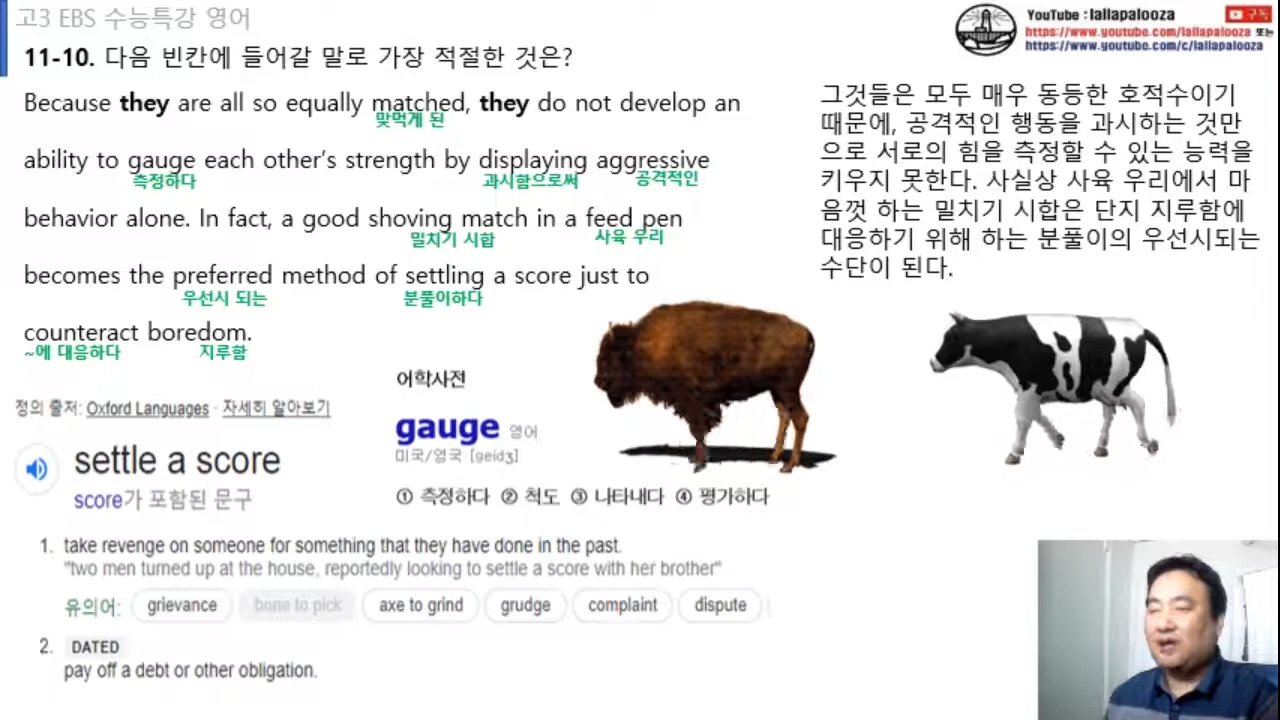 고3 EBS 수능특강 영어
YouTube : lallapalooza
구독
https://www.youtube.com/lallapalooza 또는
https://www.youtube.com/c/lallapalooza
11-10. 다음 빈칸에 들어갈 말로 가장 적절한 것은?
Because they are all so equally matched, they do not develop an
맞먹게 된
ability to gauge each other's strength by displaying aggressive
측정하다 과시함으로써 공격적인
behavior alone. In fact, a good shoving match in a feed pen
밀치기 시합 사육 우리
becomes the preferred method of settling a score just to
우선시 되는 분풀이하다
counteract boredom.
~에 대응하다 지루함
그것들은 모두 매우 동등한 호적수이기
때문에, 공격적인 행동을 과시하는 것만
으로 서로의 힘을 측정할 수 있는 능력을
키우지 못한다. 사실상 사육 우리에서 마
음껏 하는 밀치기 시합은 단지 지루함에
대응하기 위해 하는 분풀이의 우선시되는
수단이 된다.
정의 출처: Oxford Languages · 자세히 알아보기
settle a score
score가 포함된 문구
어학사전
gauge 영어
미국/영국 [geidʒ]
① 측정하다 ② 척도 ③ 나타내다 ④ 평가하다
1. take revenge on someone for something that they have done in the past.
"two men turned up at the house, reportedly looking to settle a score with her brother"
유의어: grievance bone to pick axe to grind grudge complaint dispute
2. DATED
pay off a debt or other obligation.